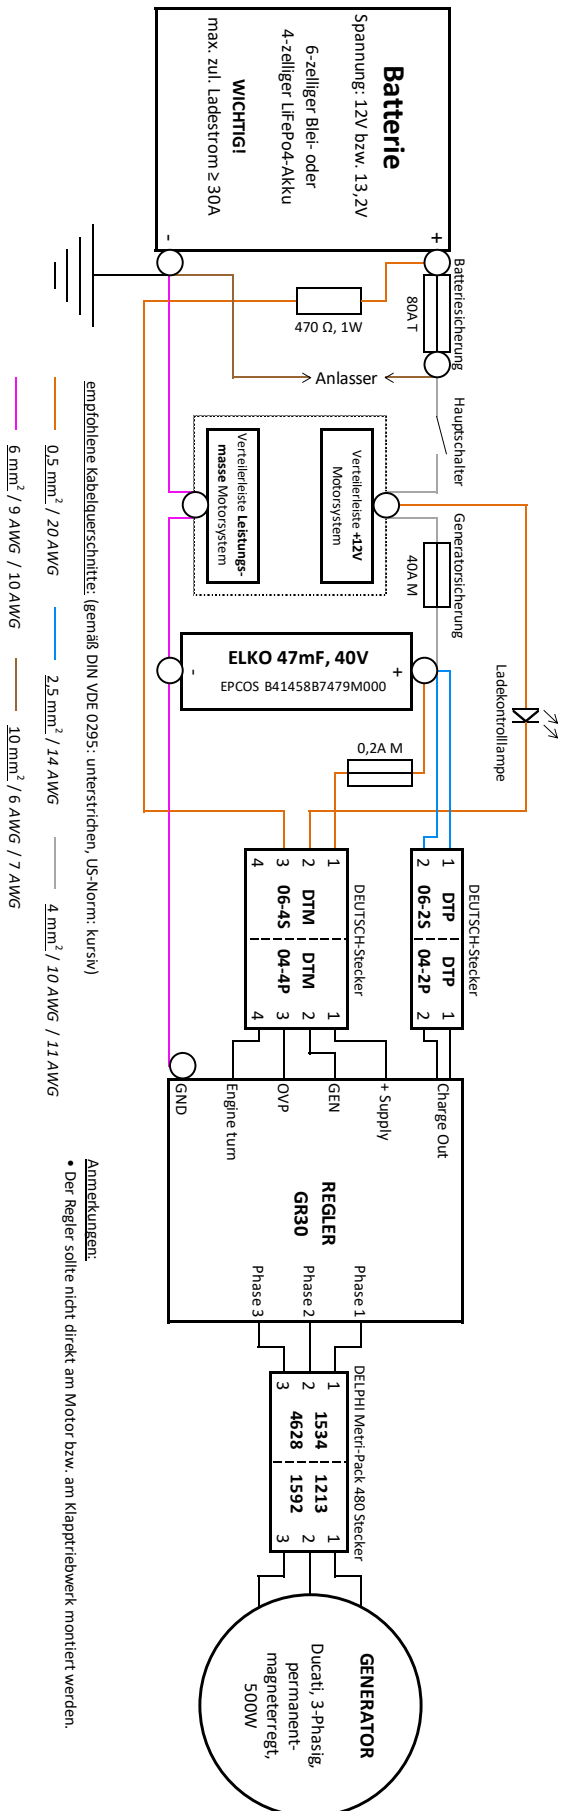 Batterie
Spannung: 12V bzw. 13,2V
6-zelliger Blei- oder
4-zelliger LiFePo4-Akku
WICHTIG!
max. zul. Ladestrom ≥ 30A
+
-
Batteriesicherung
80A T
470 Ω, 1W
Anlasser
Hauptschalter
Verteilerleiste +12V
Motorsystem
Verteilerleiste Leistungs-
masse Motorsystem
Generatorsicherung
40A M
ELKO 47mF, 40V
EPCOS B41458B7479M000
+
-
Ladekontrolllampe
0,2A M
DEUTSCH-Stecker
1 DTP DTP 1
2 06-2S 04-2P 2
DEUTSCH-Stecker
1 1
2 DTM DTM 2
3 06-4S 04-4P 3
4 4
Charge Out
+ Supply
GEN
OVP
Engine turn
GND
REGLER
GR30
Phase 1
Phase 2
Phase 3
DELPHI Metri-Pack 480 Stecker
1 1534 1213 1
2 4628 1592 2
3 3
GENERATOR
Ducati, 3-Phasig,
permanent-
magneterregt,
500W
empfohlene Kabelquerschnitte: (gemäß DIN VDE 0295: unterstrichen, US-Norm: kursiv)
0,5 mm² / 20 AWG
2,5 mm² / 14 AWG
4 mm² / 10 AWG / 11 AWG
6 mm² / 9 AWG / 10 AWG
10 mm² / 6 AWG / 7 AWG
Anmerkungen:
• Der Regler sollte nicht direkt am Motor bzw. am Klapptriebwerk montiert werden.